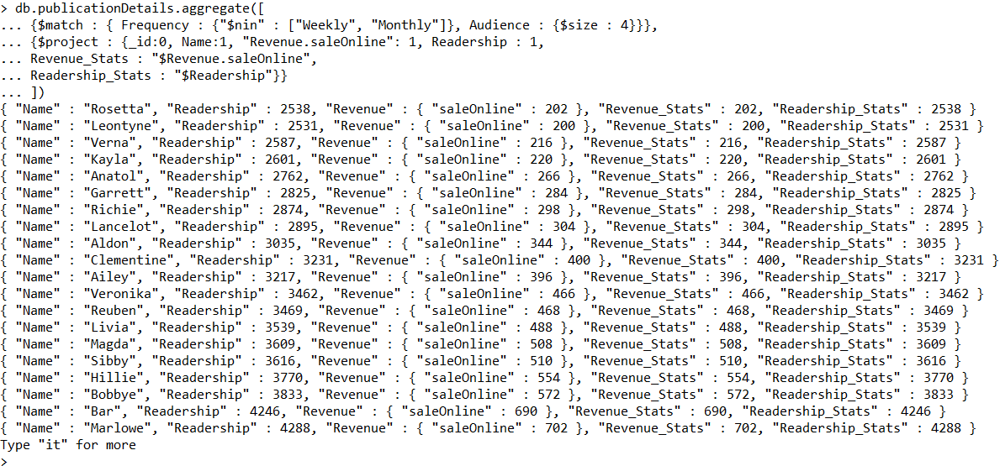 > db.publicationDetails.aggregate([
... {$match : { Frequency : {"$nin" : ["Weekly", "Monthly"]}, Audience : {$size : 4}}},
... {$project : {_id:0, Name:1, "Revenue.saleOnline": 1, Readership : 1,
... Revenue_Stats : "$Revenue.saleOnline",
... Readership_Stats : "$Readership"}}
... ])
{ "Name" : "Rosetta", "Readership" : 2538, "Revenue" : { "saleOnline" : 202 }, "Revenue_Stats" : 202, "Readership_Stats" : 2538 }
{ "Name" : "Leontyne", "Readership" : 2531, "Revenue" : { "saleOnline" : 200 }, "Revenue_Stats" : 200, "Readership_Stats" : 2531 }
{ "Name" : "Verna", "Readership" : 2587, "Revenue" : { "saleOnline" : 216 }, "Revenue_Stats" : 216, "Readership_Stats" : 2587 }
{ "Name" : "Kayla", "Readership" : 2601, "Revenue" : { "saleOnline" : 220 }, "Revenue_Stats" : 220, "Readership_Stats" : 2601 }
{ "Name" : "Anatol", "Readership" : 2762, "Revenue" : { "saleOnline" : 266 }, "Revenue_Stats" : 266, "Readership_Stats" : 2762 }
{ "Name" : "Garrett", "Readership" : 2825, "Revenue" : { "saleOnline" : 284 }, "Revenue_Stats" : 284, "Readership_Stats" : 2825 }
{ "Name" : "Richie", "Readership" : 2874, "Revenue" : { "saleOnline" : 298 }, "Revenue_Stats" : 298, "Readership_Stats" : 2874 }
{ "Name" : "Lancelot", "Readership" : 2895, "Revenue" : { "saleOnline" : 304 }, "Revenue_Stats" : 304, "Readership_Stats" : 2895 }
{ "Name" : "Aldon", "Readership" : 3035, "Revenue" : { "saleOnline" : 344 }, "Revenue_Stats" : 344, "Readership_Stats" : 3035 }
{ "Name" : "Clementine", "Readership" : 3231, "Revenue" : { "saleOnline" : 400 }, "Revenue_Stats" : 400, "Readership_Stats" : 3231 }
{ "Name" : "Ailey", "Readership" : 3217, "Revenue" : { "saleOnline" : 396 }, "Revenue_Stats" : 396, "Readership_Stats" : 3217 }
{ "Name" : "Veronika", "Readership" : 3462, "Revenue" : { "saleOnline" : 466 }, "Revenue_Stats" : 466, "Readership_Stats" : 3462 }
{ "Name" : "Reuben", "Readership" : 3469, "Revenue" : { "saleOnline" : 468 }, "Revenue_Stats" : 468, "Readership_Stats" : 3469 }
{ "Name" : "Livia", "Readership" : 3539, "Revenue" : { "saleOnline" : 488 }, "Revenue_Stats" : 488, "Readership_Stats" : 3539 }
{ "Name" : "Magda", "Readership" : 3609, "Revenue" : { "saleOnline" : 508 }, "Revenue_Stats" : 508, "Readership_Stats" : 3609 }
{ "Name" : "Sibby", "Readership" : 3616, "Revenue" : { "saleOnline" : 510 }, "Revenue_Stats" : 510, "Readership_Stats" : 3616 }
{ "Name" : "Hillie", "Readership" : 3770, "Revenue" : { "saleOnline" : 554 }, "Revenue_Stats" : 554, "Readership_Stats" : 3770 }
{ "Name" : "Bobbye", "Readership" : 3833, "Revenue" : { "saleOnline" : 572 }, "Revenue_Stats" : 572, "Readership_Stats" : 3833 }
{ "Name" : "Bar", "Readership" : 4246, "Revenue" : { "saleOnline" : 690 }, "Revenue_Stats" : 690, "Readership_Stats" : 4246 }
{ "Name" : "Marlowe", "Readership" : 4288, "Revenue" : { "saleOnline" : 702 }, "Revenue_Stats" : 702, "Readership_Stats" : 4288 }
Type "it" for more
>